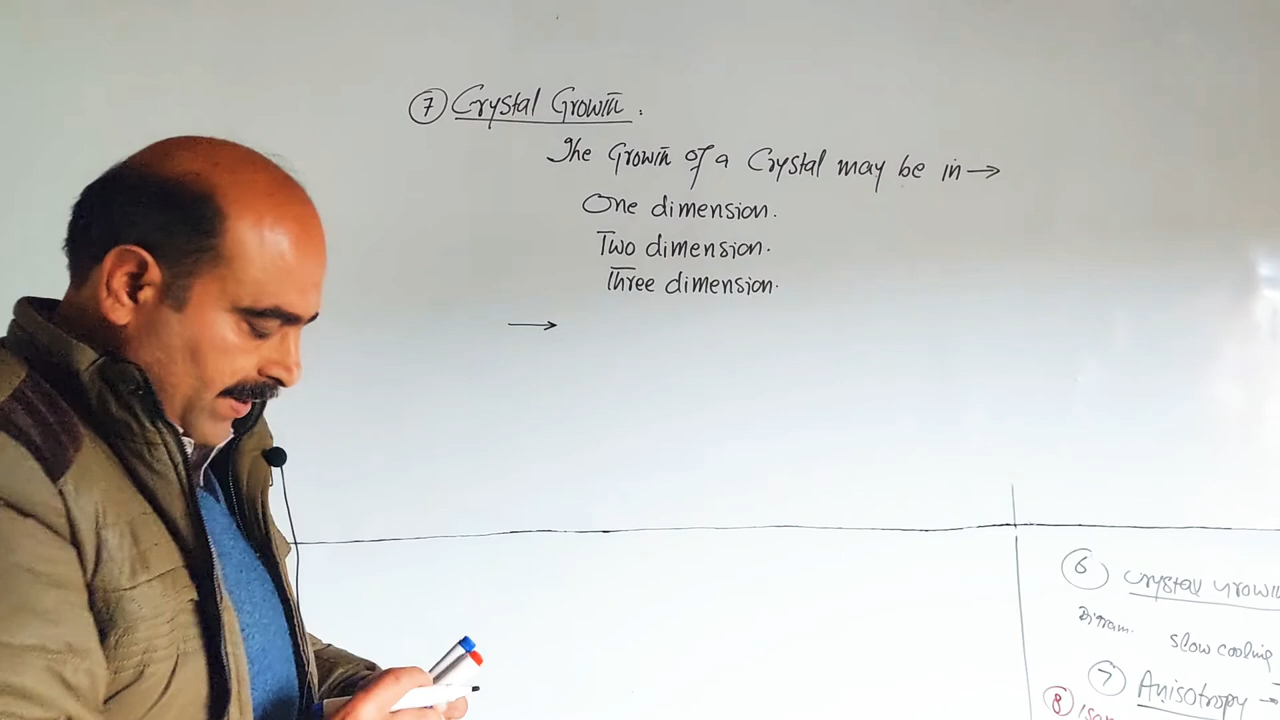 ⑦ Crystal Growth :
The Growth of a Crystal may be in →
One dimension.
Two dimension.
Three dimension.
→
⑥ Crystal Growth
slow cooling
⑦ Anisotropy →
⑧